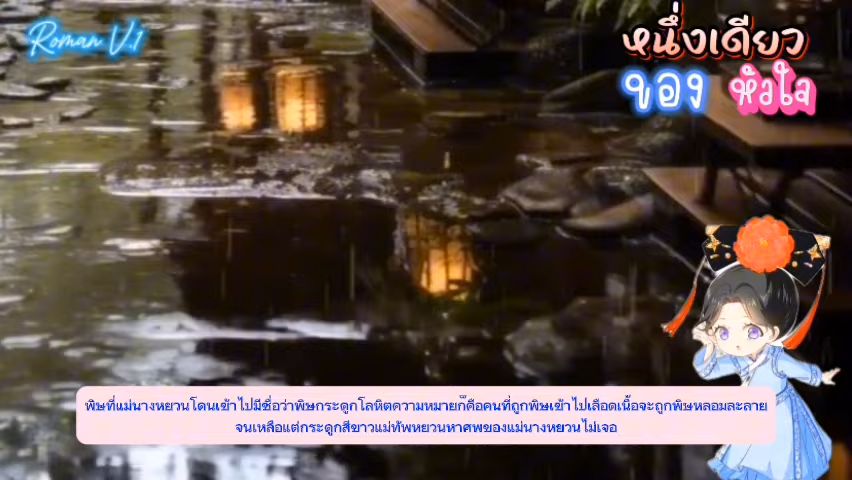 Roman V.1
หนึ่งเดียว
ของ หัวใจ
พิษที่แม่นางหยวนโดนเข้าไปมีชื่อว่าพิษกระดูกโลหิตความหมายก็คือคนที่ถูกพิษเข้าไปเลือดเนื้อจะถูกพิษหลอมละลาย
จนเหลือแต่กระดูกสีขาวแม่ทัพหยวนหาศพของแม่นางหยวนไม่เจอ